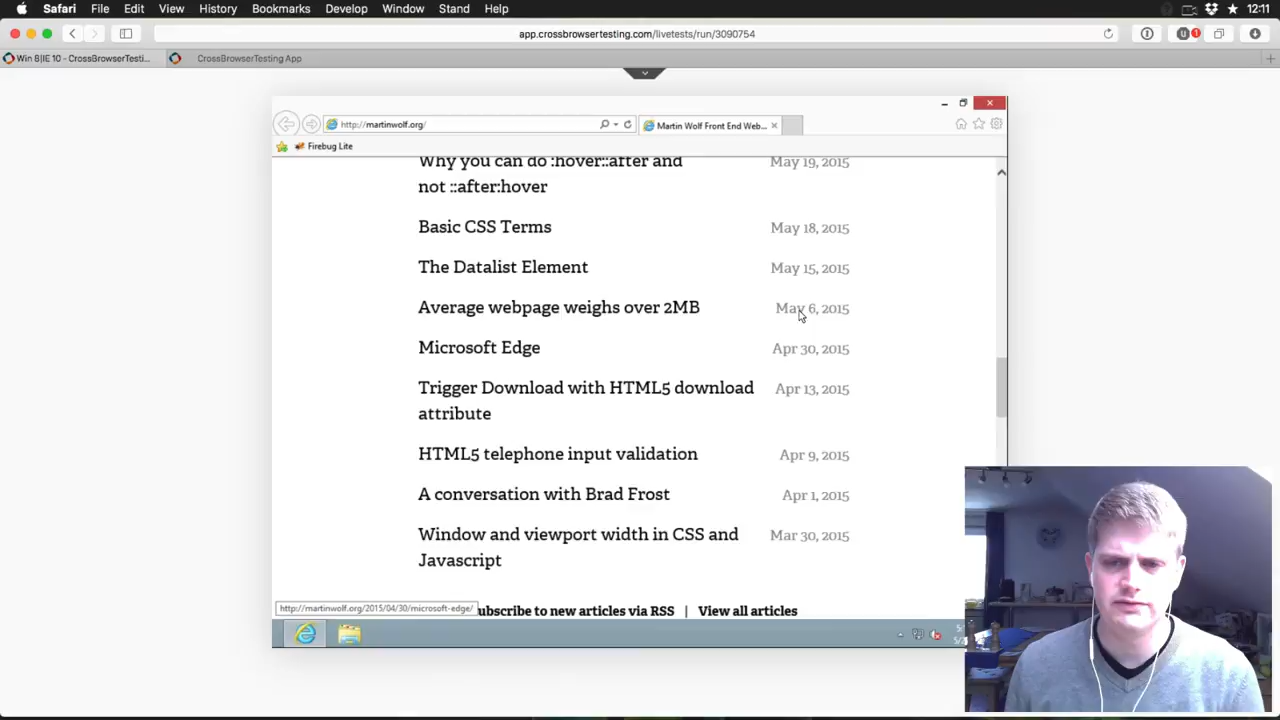 Safari File Edit View History Bookmarks Develop Window Stand Help 12:11
app.crossbrowsertesting.com/livetests/run/3090754
Win 8|IE 10 - CrossBrowserTesti... CrossBrowserTesting App
http://martinwolf.org/ Martin Wolf Front End Web...
Firebug Lite
Why you can do :hover::after and May 19, 2015
not ::after:hover
Basic CSS Terms May 18, 2015
The Datalist Element May 15, 2015
Average webpage weighs over 2MB May 6, 2015
Microsoft Edge Apr 30, 2015
Trigger Download with HTML5 download Apr 13, 2015
attribute
HTML5 telephone input validation Apr 9, 2015
A conversation with Brad Frost Apr 1, 2015
Window and viewport width in CSS and Mar 30, 2015
Javascript
http://martinwolf.org/2015/04/30/microsoft-edge/ ubscribe to new articles via RSS | View all articles